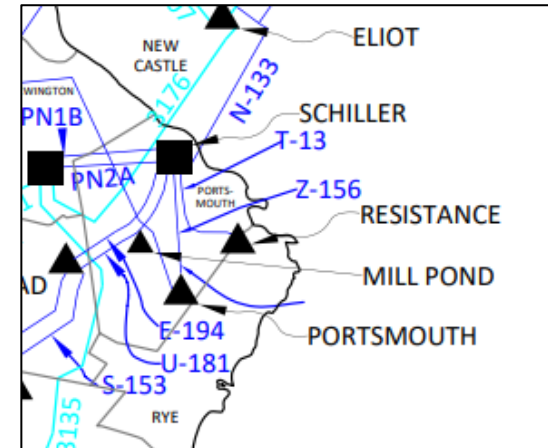 ELIOT
NEW
CASTLE
N-133
3176
WINGTON
PN1B
SCHILLER
T-13
PN2A
PORTS-
MOUTH
Z-156
RESISTANCE
AD
MILL POND
E-194
PORTSMOUTH
U-181
S-153
3135
RYE